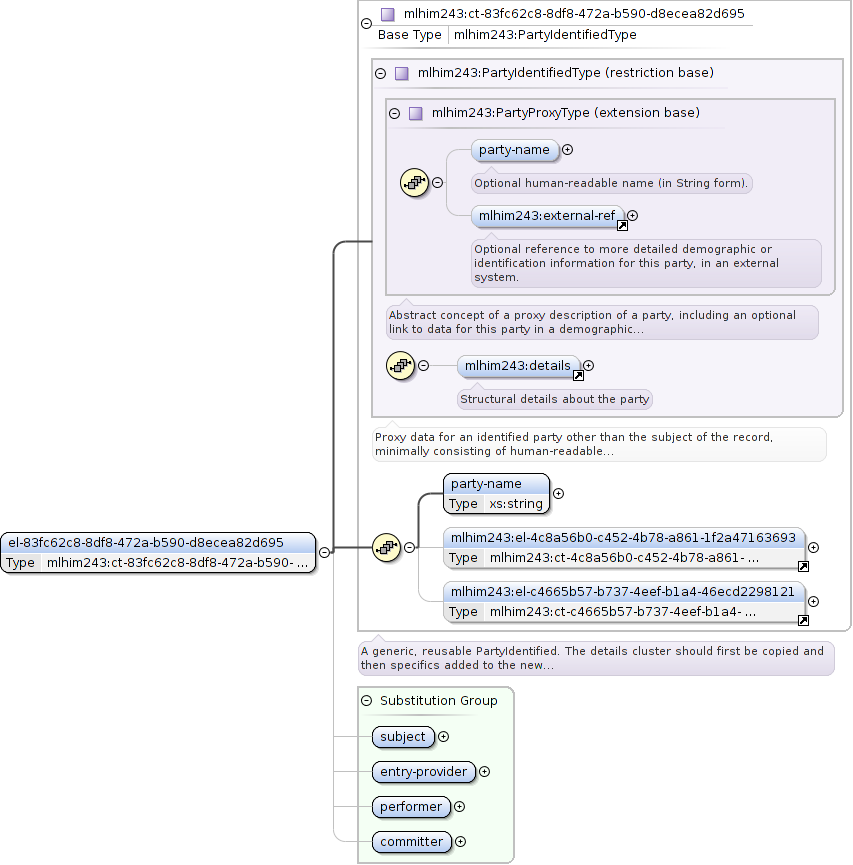 mlhim243:ct-83fc62c8-8df8-472a-b590-d8ecea82d695
Base Type mlhim243:PartyIdentifiedType
mlhim243:PartyIdentifiedType (restriction base)
mlhim243:PartyProxyType (extension base)
party-name
Optional human-readable name (in String form).
mlhim243:external-ref
Optional reference to more detailed demographic or
identification information for this party, in an external
system.
Abstract concept of a proxy description of a party, including an optional
link to data for this party in a demographic...
mlhim243:details
Structural details about the party
Proxy data for an identified party other than the subject of the record,
minimally consisting of human-readable...
party-name
Type xs:string
el-83fc62c8-8df8-472a-b590-d8ecea82d695
Type mlhim243:ct-83fc62c8-8df8-472a-b590- ...
mlhim243:el-4c8a56b0-c452-4b78-a861-1f2a47163693
Type mlhim243:ct-4c8a56b0-c452-4b78-a861- ...
mlhim243:el-c4665b57-b737-4eef-b1a4-46ecd2298121
Type mlhim243:ct-c4665b57-b737-4eef-b1a4- ...
A generic, reusable PartyIdentified. The details cluster should first be copied and
then specifics added to the new...
Substitution Group
subject
entry-provider
performer
committer